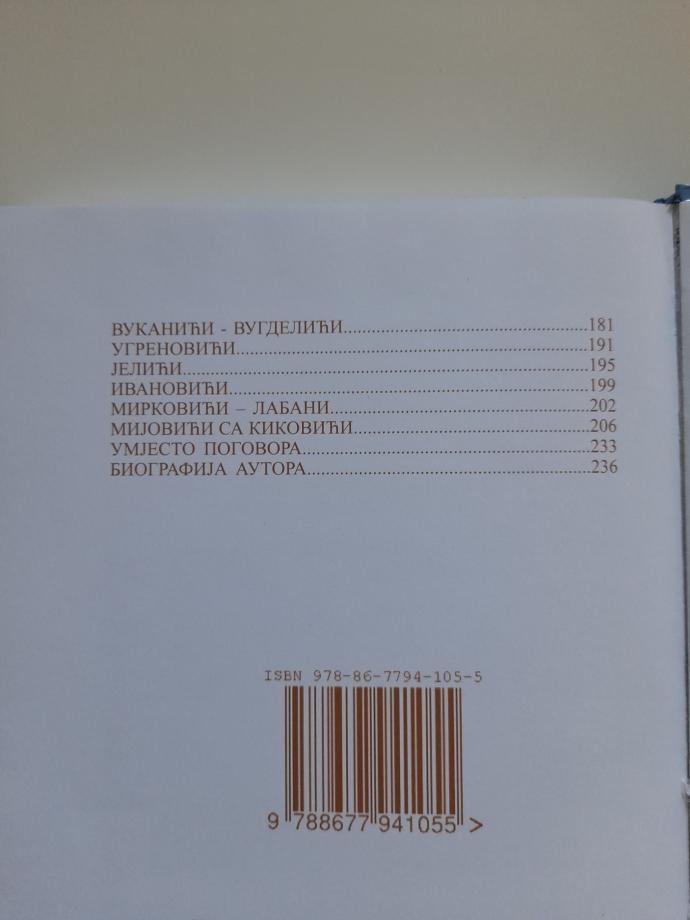 ВУКАНИЋИ - ВУГДЕЛИЋИ......................................................181
УГРЕНОВИЋИ..............................................................................191
ЈЕЛИЋИ..........................................................................................195
ИВАНОВИЋИ................................................................................199
МИРКОВИЋИ – ЛАБАНИ.........................................................202
МИЈОВИЋИ СА КИКОВИЋИ....................................................206
УМЈЕСТО ПОГОВОРА................................................................233
БИОГРАФИЈА АУТОРА...............................................................236
ISBN 978-86-7794-105-5
9 788677 941055 >